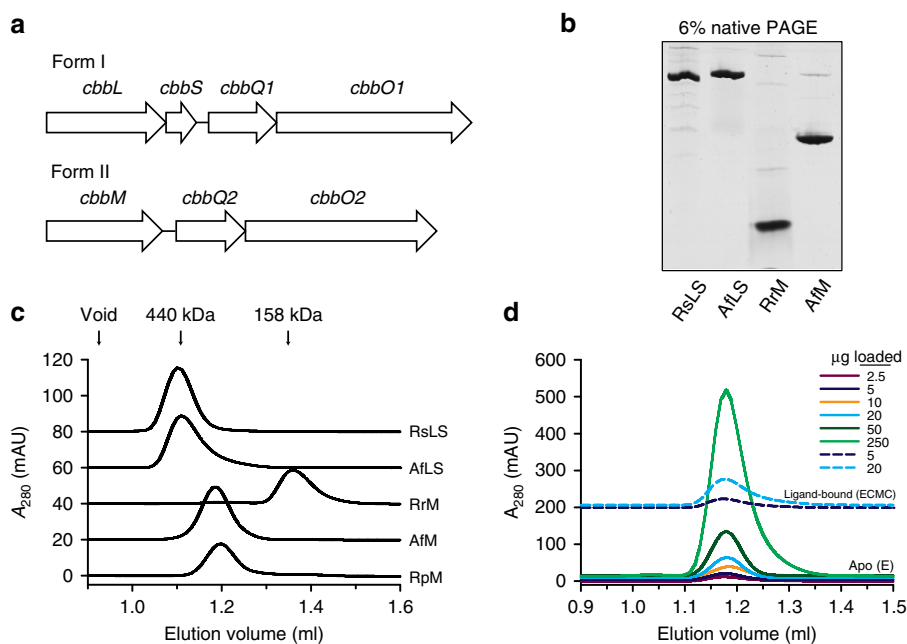 a
Form I
cbbL cbbS cbbQ1 cbbO1
Form II
cbbM cbbQ2 cbbO2
b
6% native PAGE
RsLS AfLS RrM AfM
c
Void 440 kDa 158 kDa
120
100
80
60
40
20
0
A280 (mAU)
RsLS
AfLS
RrM
AfM
RpM
1.0 1.2 1.4 1.6
Elution volume (ml)
d
600
500
400
300
200
100
0
A280 (mAU)
μg loaded
2.5
5
10
20
50
250
5
20
Ligand-bound (ECMC)
Apo (E)
0.9 1.0 1.1 1.2 1.3 1.4 1.5
Elution volume (ml)